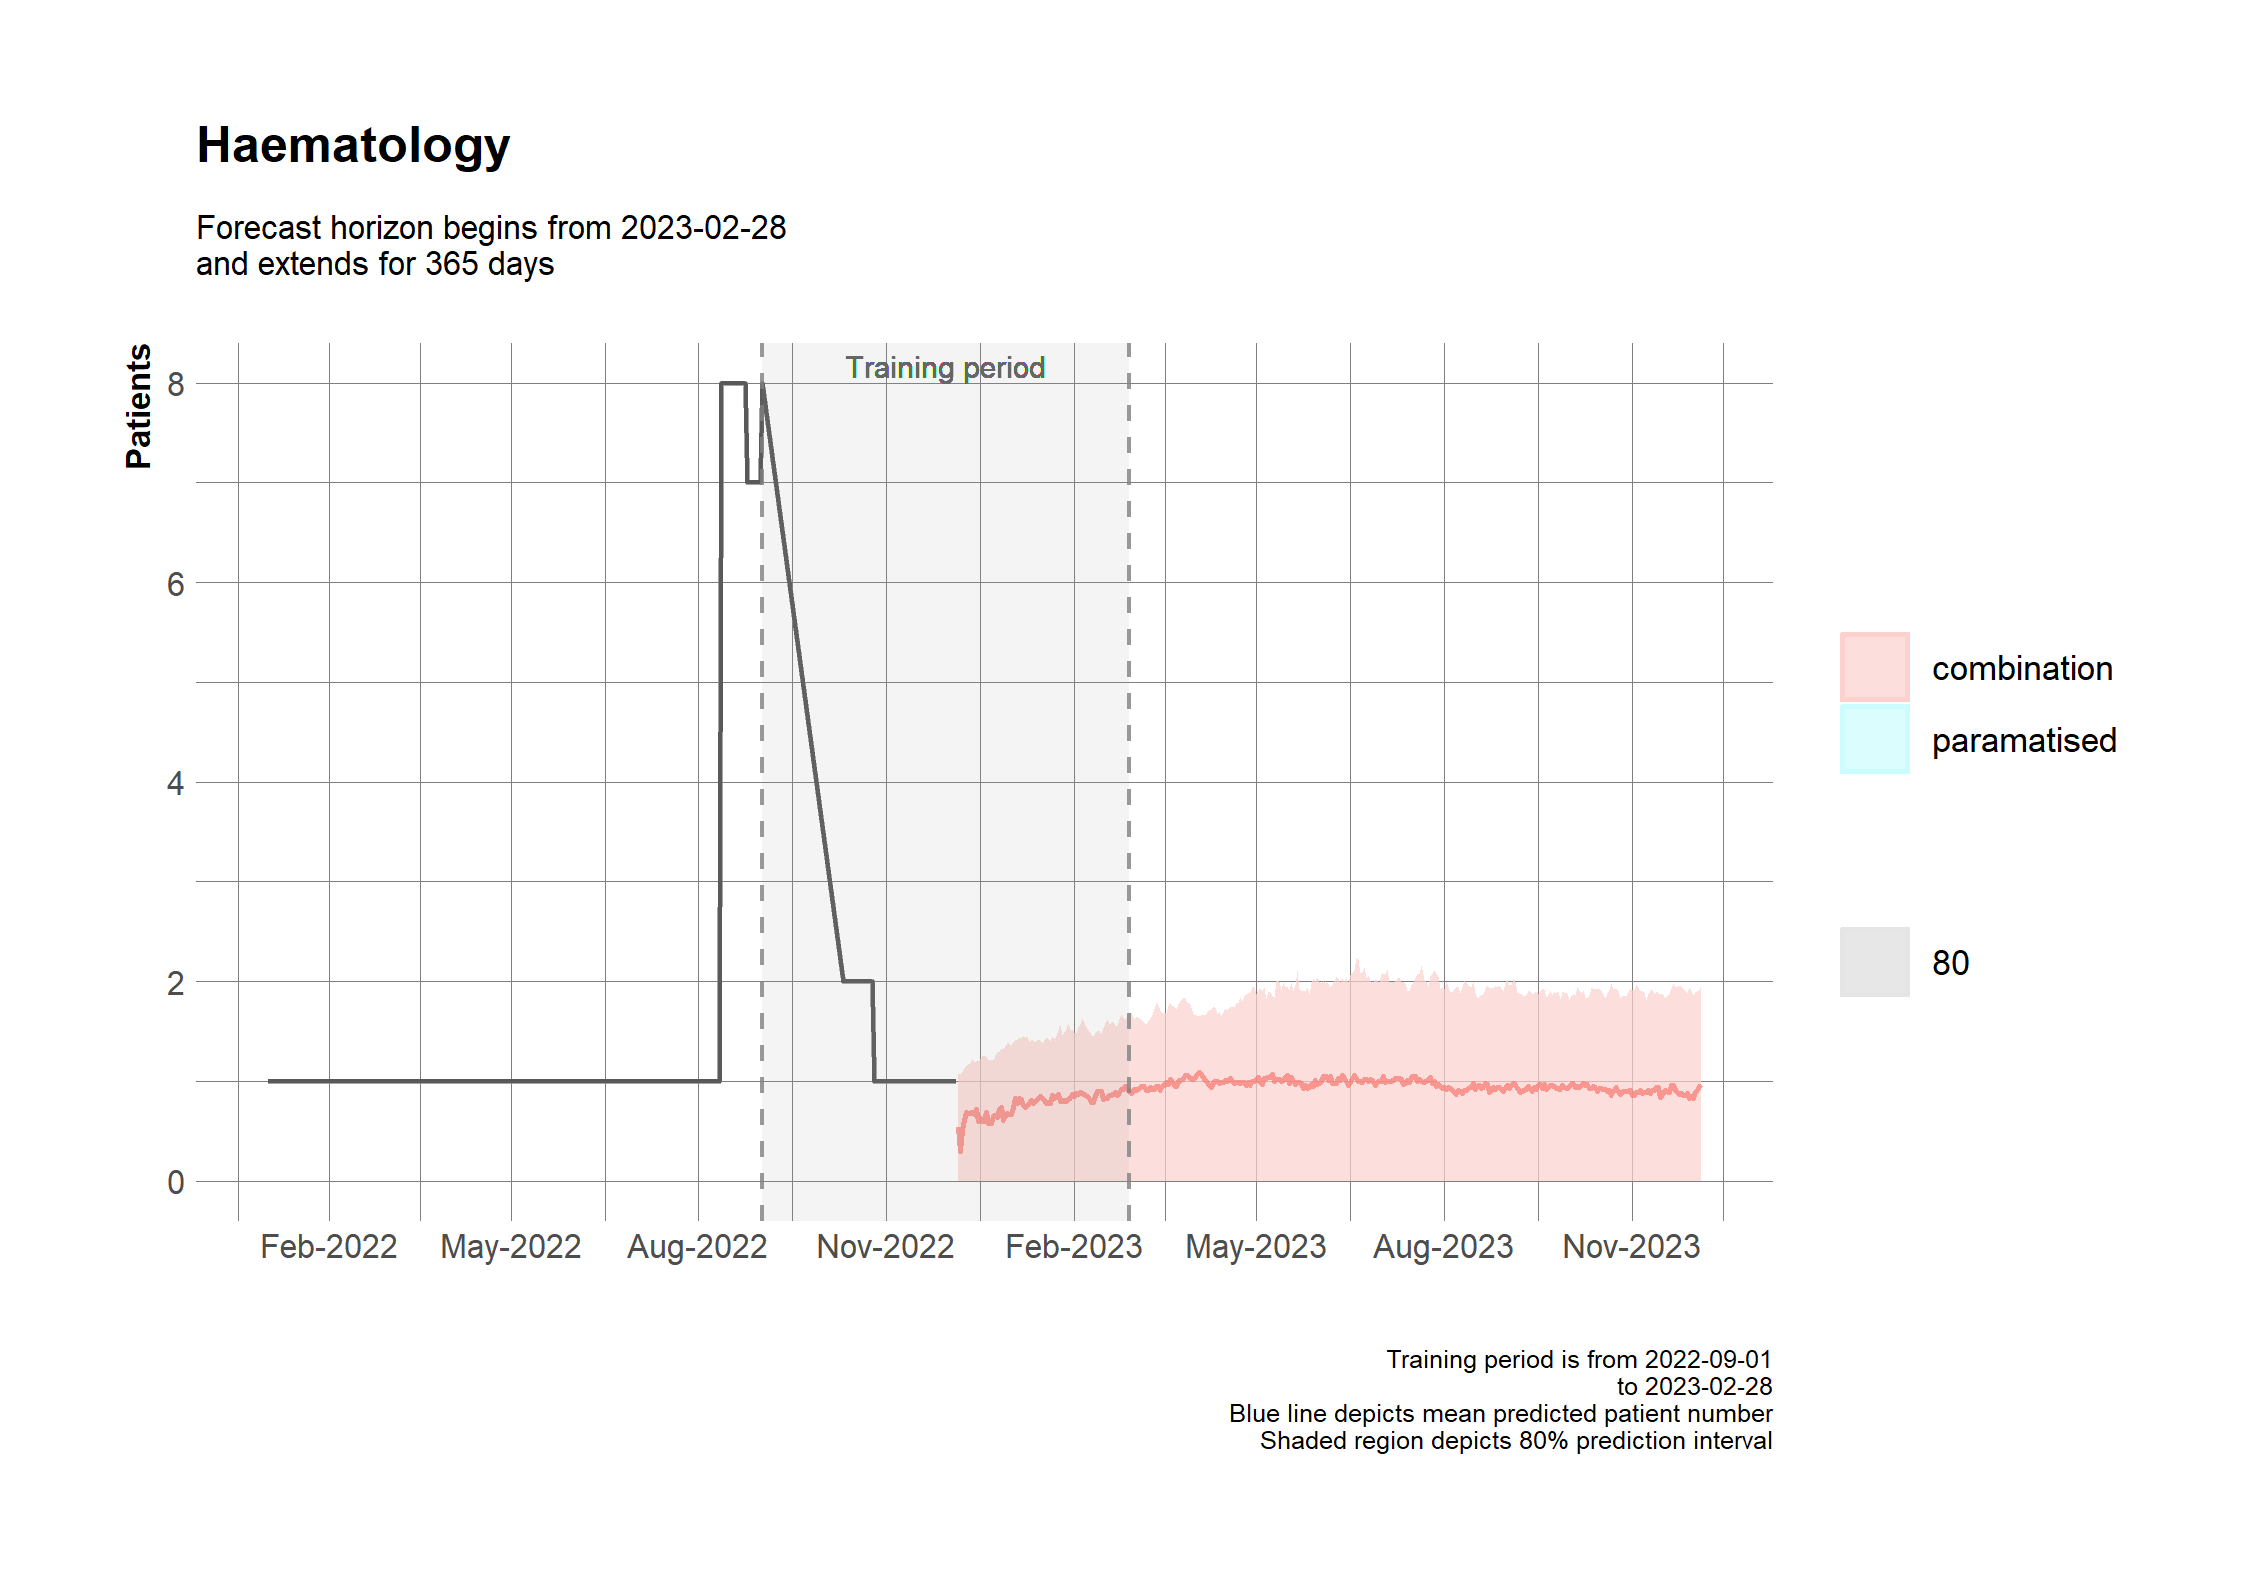 Haematology
Forecast horizon begins from 2023-02-28
and extends for 365 days
Patients
8
6
4
2
0
Training period
Feb-2022
May-2022
Aug-2022
Nov-2022
Feb-2023
May-2023
Aug-2023
Nov-2023
combination
paramatised
80
Training period is from 2022-09-01
to 2023-02-28
Blue line depicts mean predicted patient number
Shaded region depicts 80% prediction interval